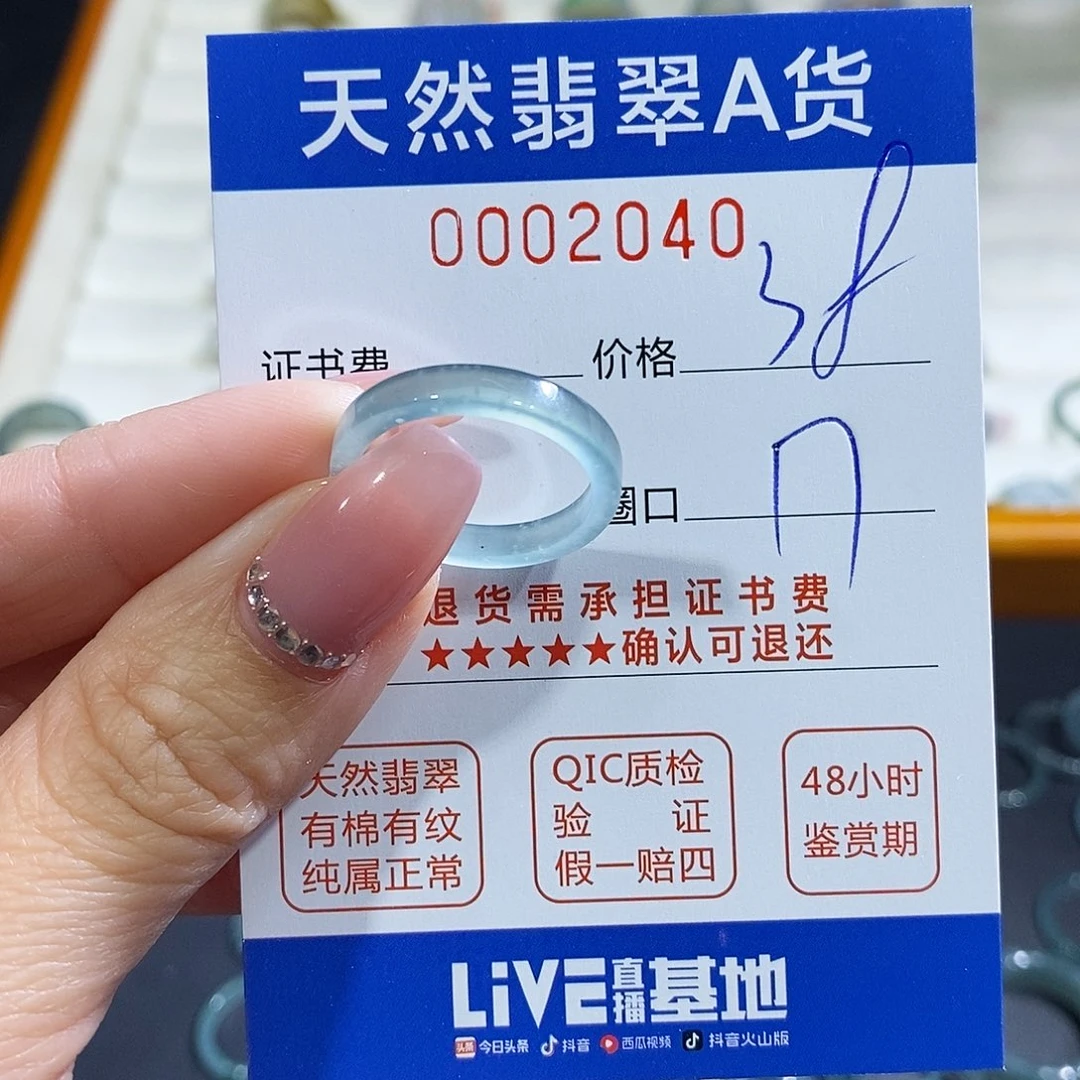 天然翡翠A货
0002040
证书费 价格
圈口
退货需承担证书费
★★★★★确认可退还
天然翡翠
有棉有纹
纯属正常
QIC质检
验 证
假一赔四
48小时
鉴赏期
LiVE直播基地
头条 今日头条 抖音 西瓜视频 抖音火山版